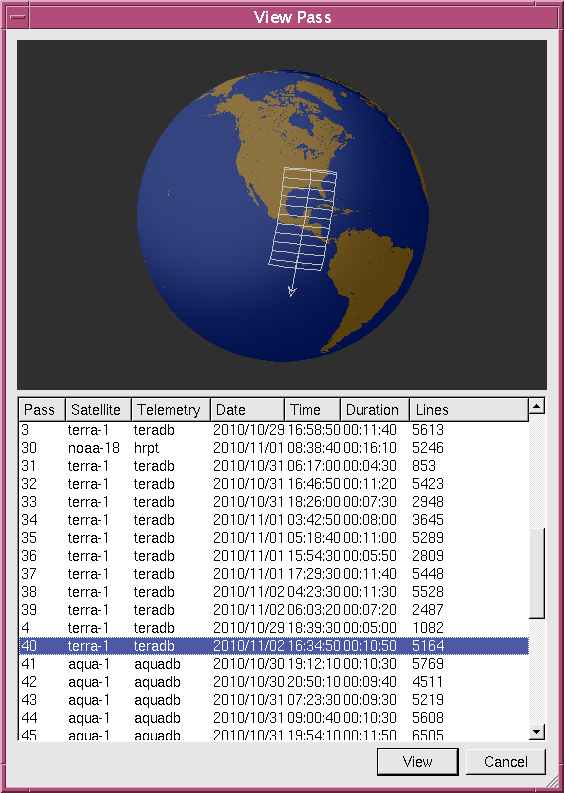 View Pass
Pass Satellite Telemetry Date Time Duration Lines
3 terra-1 teradb 2010/10/29 16:58:50 00:11:40 5613
30 noaa-18 hrpt 2010/11/01 08:38:40 00:16:10 5246
31 terra-1 teradb 2010/10/31 06:17:00 00:04:30 853
32 terra-1 teradb 2010/10/31 16:46:50 00:11:20 5423
33 terra-1 teradb 2010/10/31 18:26:00 00:07:30 2948
34 terra-1 teradb 2010/11/01 03:42:50 00:08:00 3645
35 terra-1 teradb 2010/11/01 05:18:40 00:11:00 5289
36 terra-1 teradb 2010/11/01 15:54:30 00:05:50 2809
37 terra-1 teradb 2010/11/01 17:29:30 00:11:40 5448
38 terra-1 teradb 2010/11/02 04:23:30 00:11:30 5528
39 terra-1 teradb 2010/11/02 06:03:20 00:07:20 2487
4 terra-1 teradb 2010/10/29 18:39:30 00:05:00 1082
40 terra-1 teradb 2010/11/02 16:34:50 00:10:50 5164
41 aqua-1 aquadb 2010/10/30 19:12:10 00:10:30 5769
42 aqua-1 aquadb 2010/10/30 20:50:10 00:09:40 4511
43 aqua-1 aquadb 2010/10/31 07:23:30 00:09:30 5219
44 aqua-1 aquadb 2010/10/31 09:00:40 00:10:30 5608
45 aqua-1 aquadb 2010/10/31 19:54:10 00:11:50 6505
View Cancel